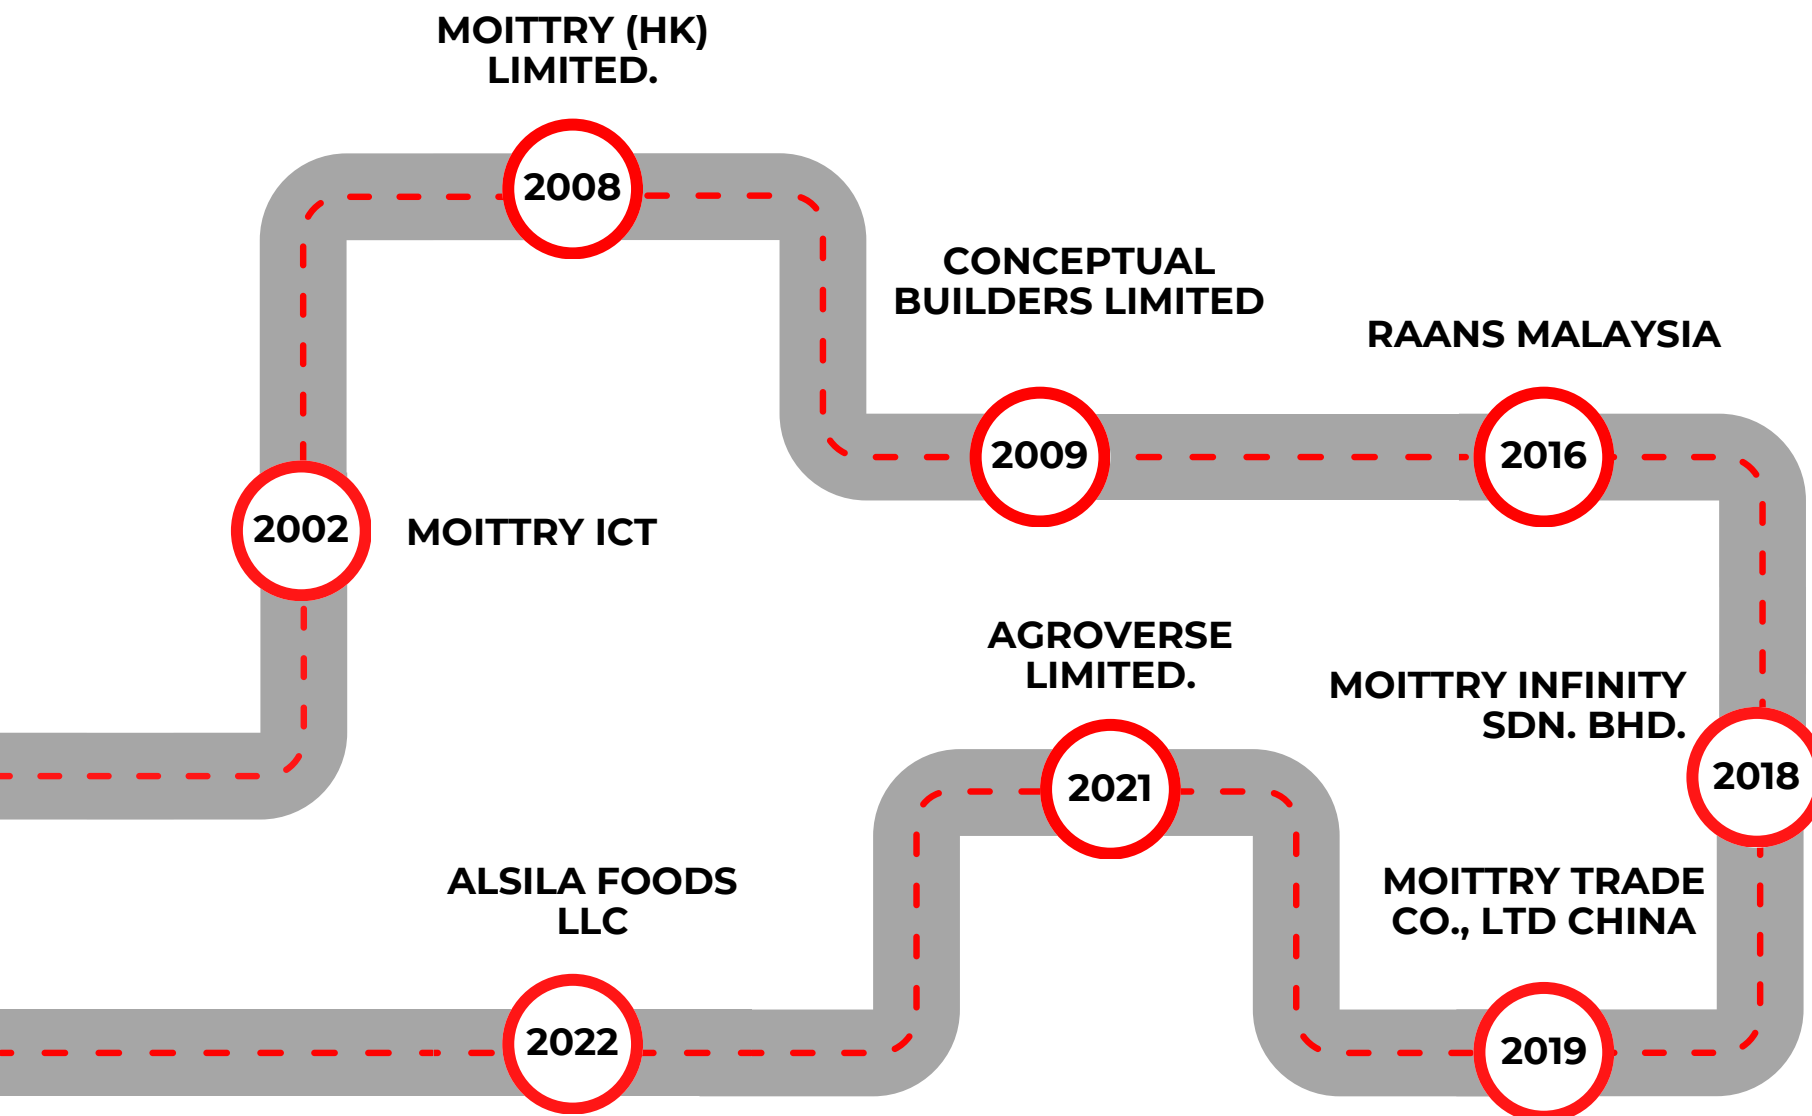 MOITTRY (HK)
LIMITED.
2008
CONCEPTUAL
BUILDERS LIMITED
2009
RAANS MALAYSIA
2016
2002
MOITTRY ICT
AGROVERSE
LIMITED.
2021
MOITTRY INFINITY
SDN. BHD.
2018
ALSILA FOODS
LLC
2022
MOITTRY TRADE
CO., LTD CHINA
2019